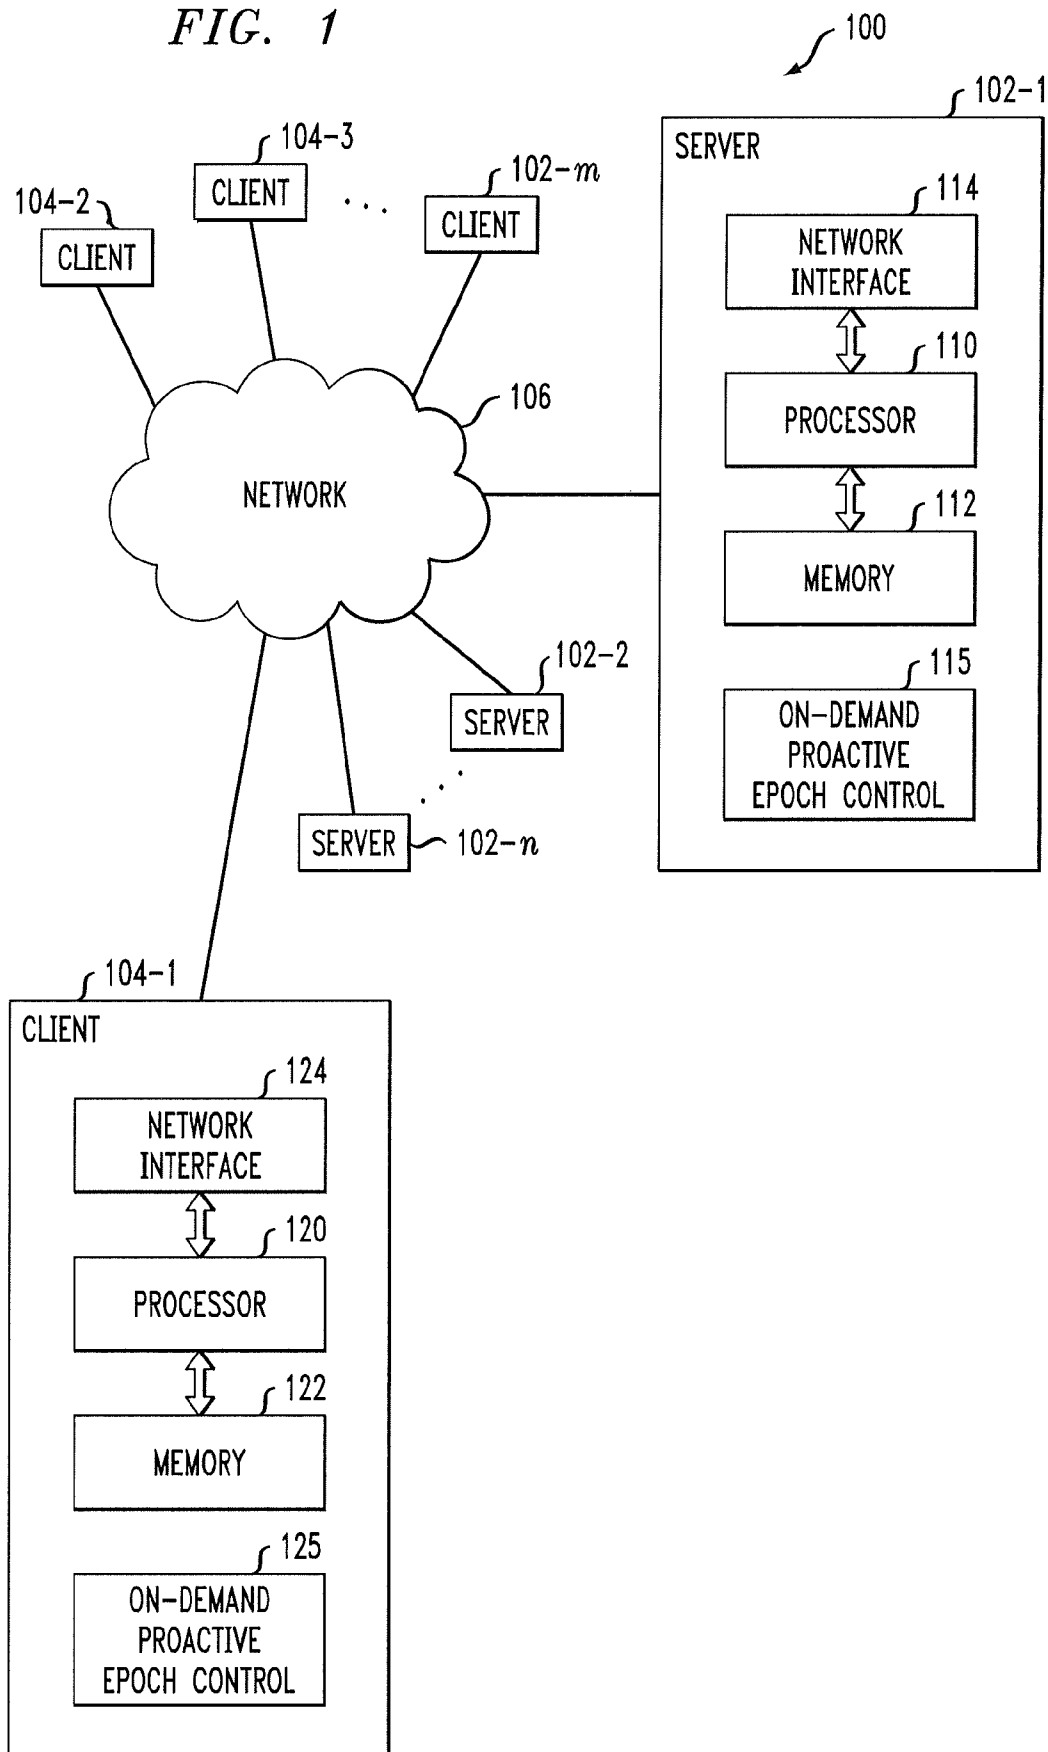 FIG. 1
100
102-1
SERVER
104-3
CLIENT
102-m
CLIENT
104-2
CLIENT
114
NETWORK
INTERFACE
110
PROCESSOR
106
NETWORK
112
MEMORY
102-2
SERVER
115
ON-DEMAND
PROACTIVE
EPOCH CONTROL
SERVER
102-n
104-1
CLIENT
124
NETWORK
INTERFACE
120
PROCESSOR
122
MEMORY
125
ON-DEMAND
PROACTIVE
EPOCH CONTROL